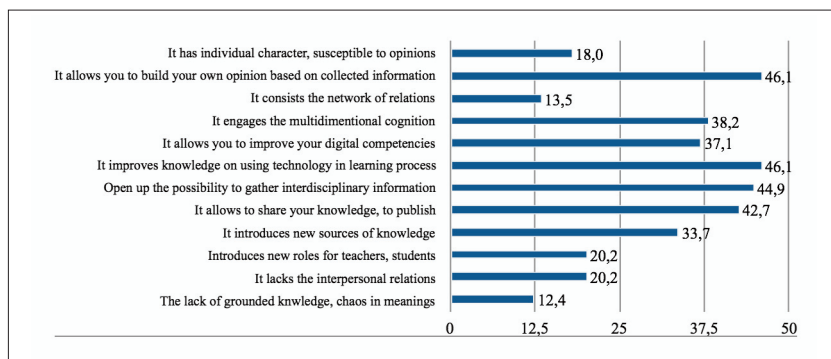 It has individual character, susceptible to opinions 18,0
It allows you to build your own opinion based on collected information 46,1
It consists the network of relations 13,5
It engages the multidimentional cognition 38,2
It allows you to improve your digital competencies 37,1
It improves knowledge on using technology in learning process 46,1
Open up the possibility to gather interdisciplinary information 44,9
It allows to share your knowledge, to publish 42,7
It introduces new sources of knowledge 33,7
Introduces new roles for teachers, students 20,2
It lacks the interpersonal relations 20,2
The lack of grounded knwledge, chaos in meanings 12,4
0 12,5 25 37,5 50